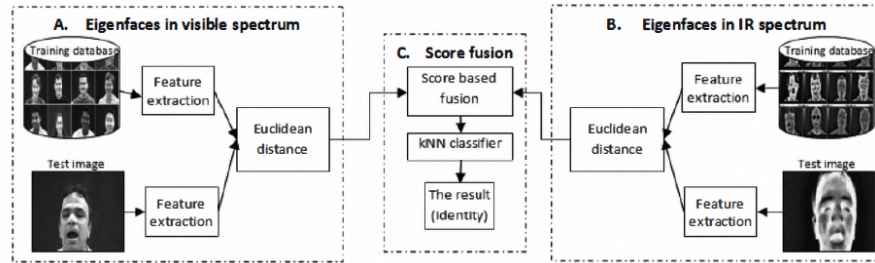 A. Eigenfaces in visible spectrum
Training database
Feature
extraction
Euclidean
distance
Test image
Feature
extraction
C. Score fusion
Score based
fusion
kNN classifier
The result
(Identity)
B. Eigenfaces in IR spectrum
Training database
Feature
extraction
Euclidean
distance
Test image
Feature
extraction